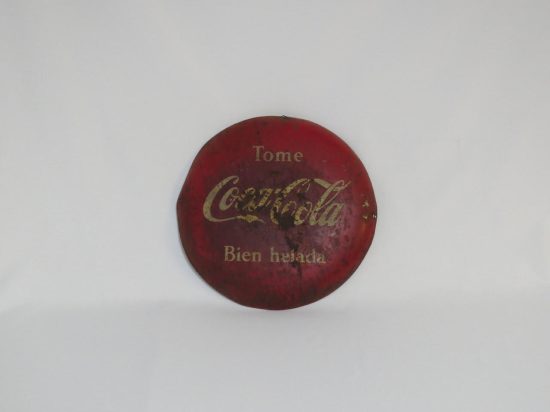 Tome
Coca-Cola
Bien helada